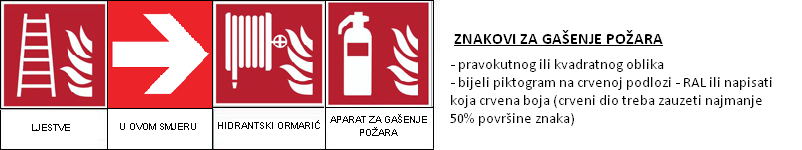 ZNAKOVI ZA GAŠENJE POŽARA
- pravokutnog ili kvadratnog oblika
- bijeli piktogram na crvenoj podlozi - RAL ili napisati
koja crvena boja (crveni dio treba zauzeti najmanje
50% površine znaka)
LJESTVE
U OVOM SMJERU
HIDRANTSKI ORMARIĆ
APARAT ZA GAŠENJE
POŽARA